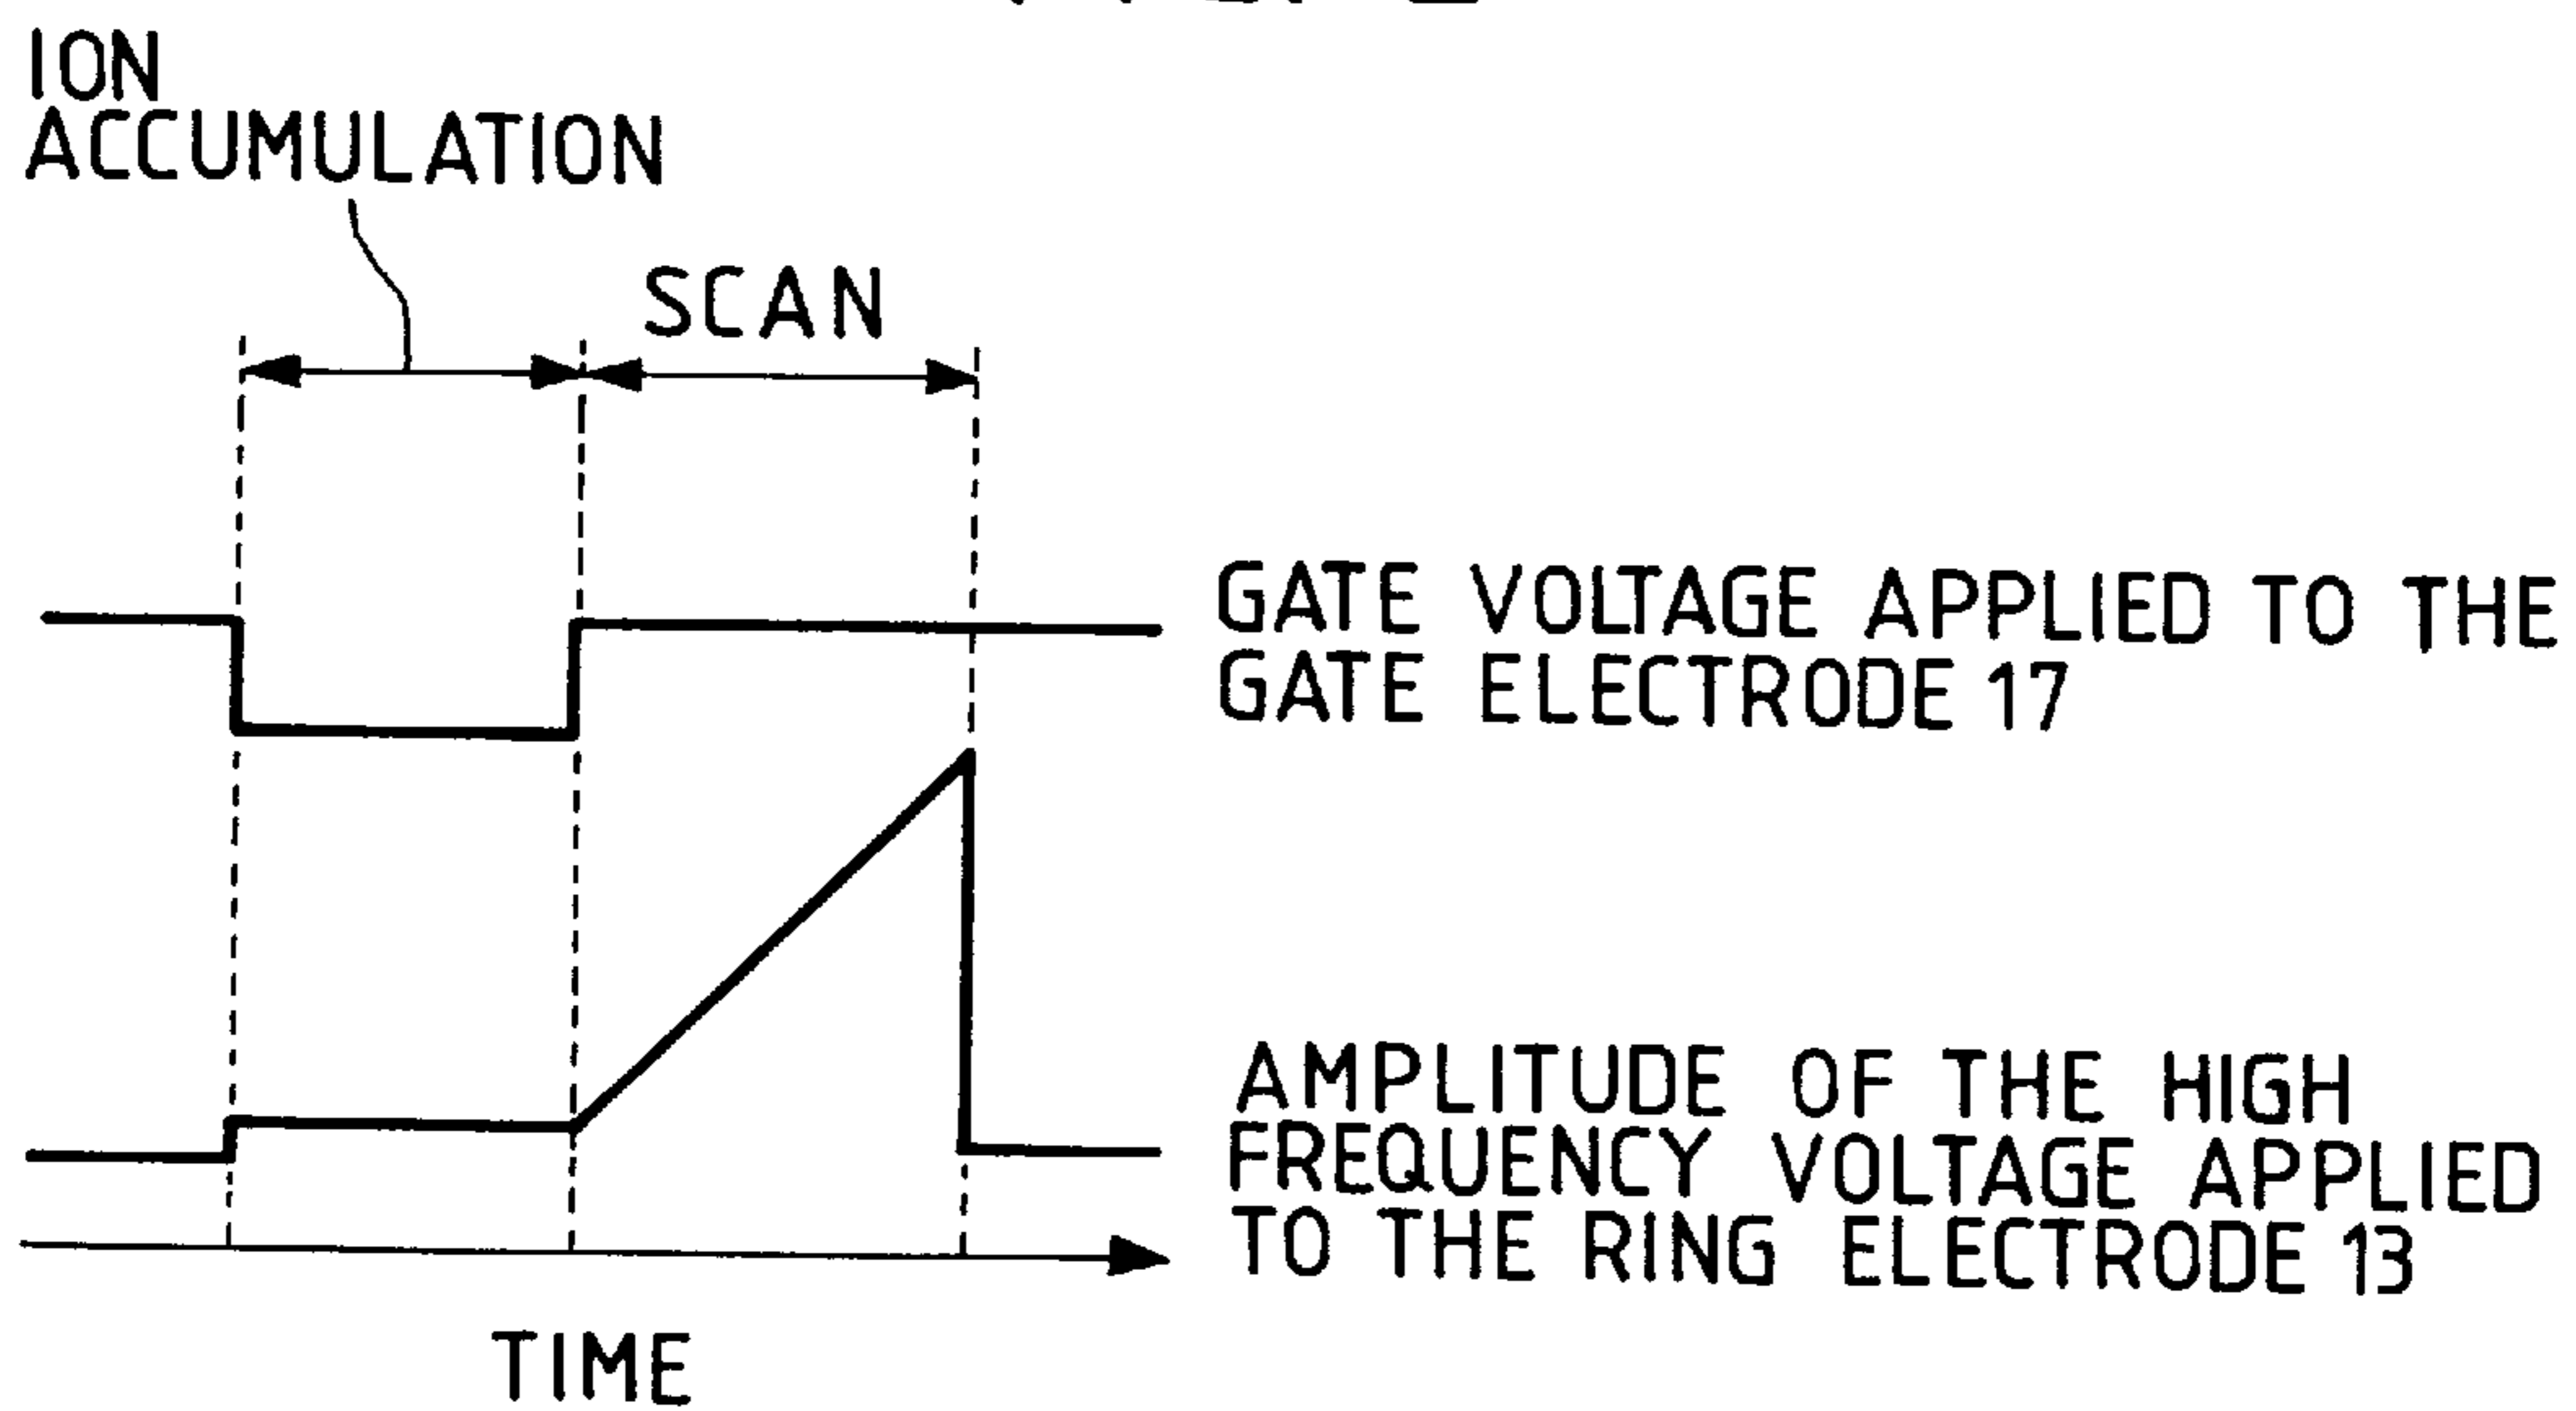 ION
ACCUMULATION
SCAN
GATE VOLTAGE APPLIED TO THE
GATE ELECTRODE 17
AMPLITUDE OF THE HIGH
FREQUENCY VOLTAGE APPLIED
TO THE RING ELECTRODE 13
TIME